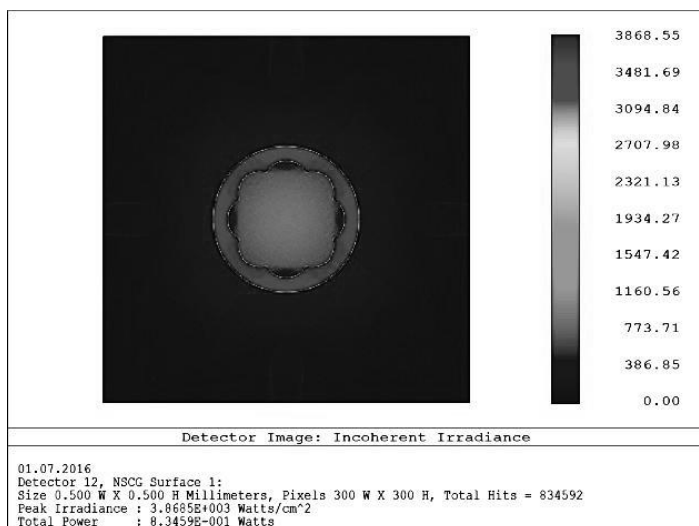 3868.55
3481.69
3094.84
2707.98
2321.13
1934.27
1547.42
1160.56
773.71
386.85
0.00
Detector Image: Incoherent Irradiance
01.07.2016
Detector 12, NSCG Surface 1:
Size 0.500 W X 0.500 H Millimeters, Pixels 300 W X 300 H, Total Hits = 834592
Peak Irradiance : 3.8685E+003 Watts/cm^2
Total Power : 8.3459E-001 Watts